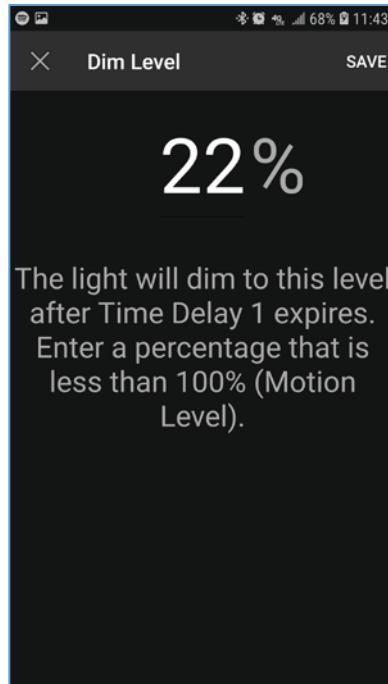 68% 11:43
Dim Level SAVE
22%
The light will dim to this level
after Time Delay 1 expires.
Enter a percentage that is
less than 100% (Motion
Level).